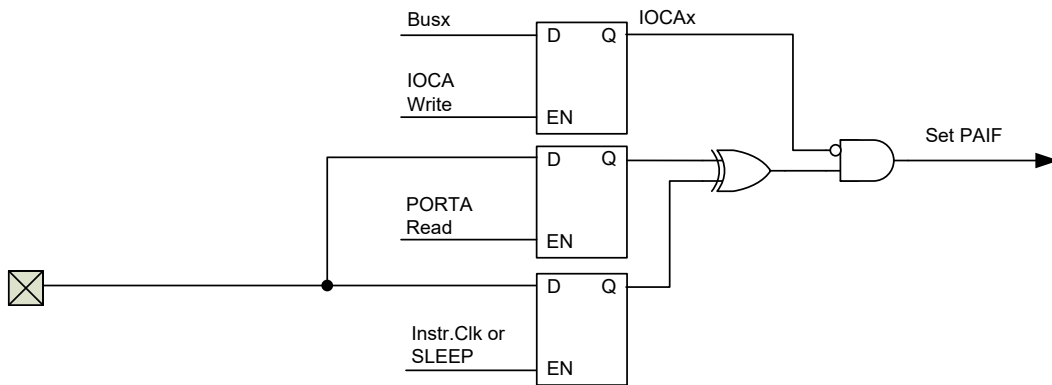 Busx
D
Q
IOCAx
IOCA
Write
EN
Set PAIF
D
Q
PORTA
Read
EN
D
Q
Instr.Clk or
SLEEP
EN